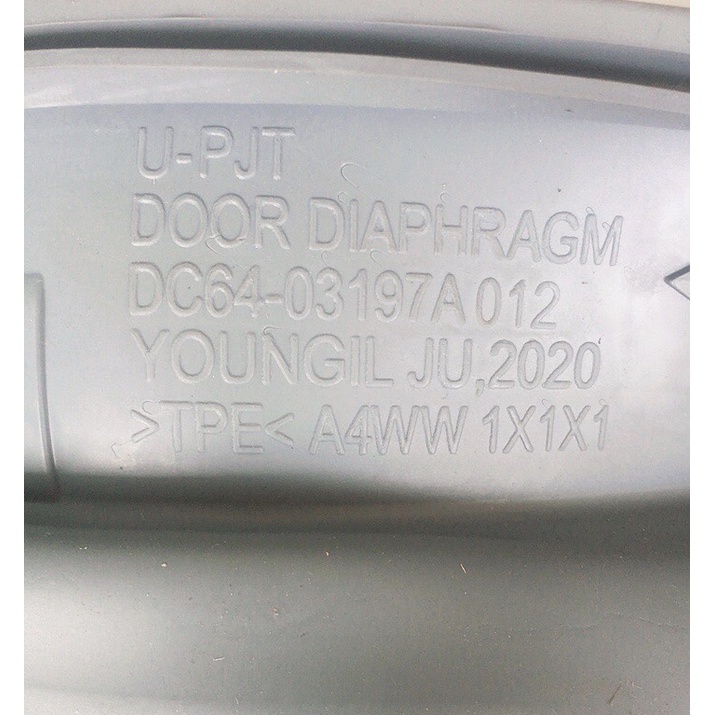 U-PJT
DOOR DIAPHRAGM
DC64-03197A 012
YOUNGIL JU,2020
>TPE< A4WW 1X1X1